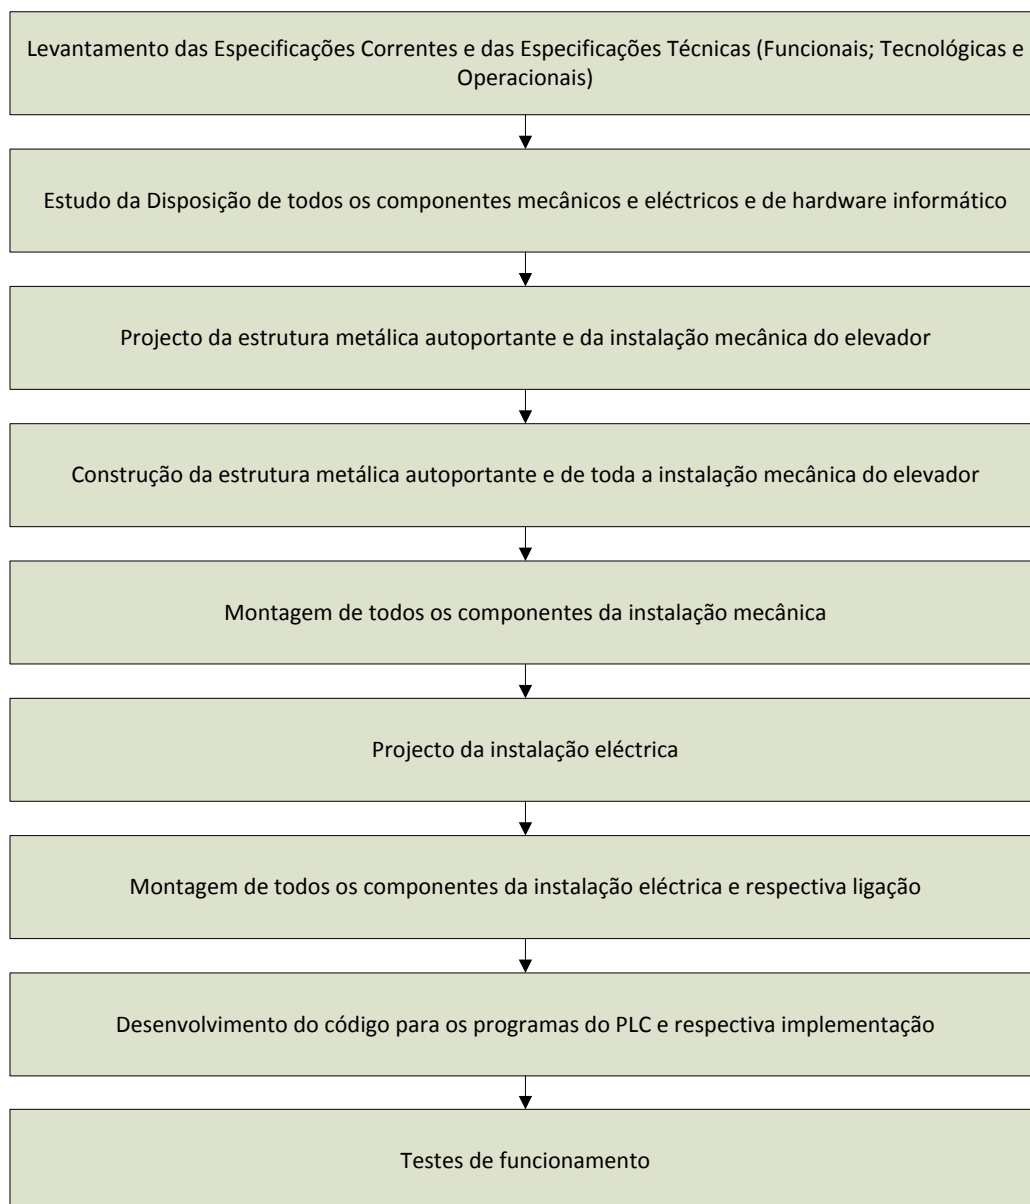 Levantamento das Especificações Correntes e das Especificações Técnicas (Funcionais; Tecnológicas e
Operacionais)
Estudo da Disposição de todos os componentes mecânicos e eléctricos e de hardware informático
Projecto da estrutura metálica autoportante e da instalação mecânica do elevador
Construção da estrutura metálica autoportante e de toda a instalação mecânica do elevador
Montagem de todos os componentes da instalação mecânica
Projecto da instalação eléctrica
Montagem de todos os componentes da instalação eléctrica e respectiva ligação
Desenvolvimento do código para os programas do PLC e respectiva implementação
Testes de funcionamento